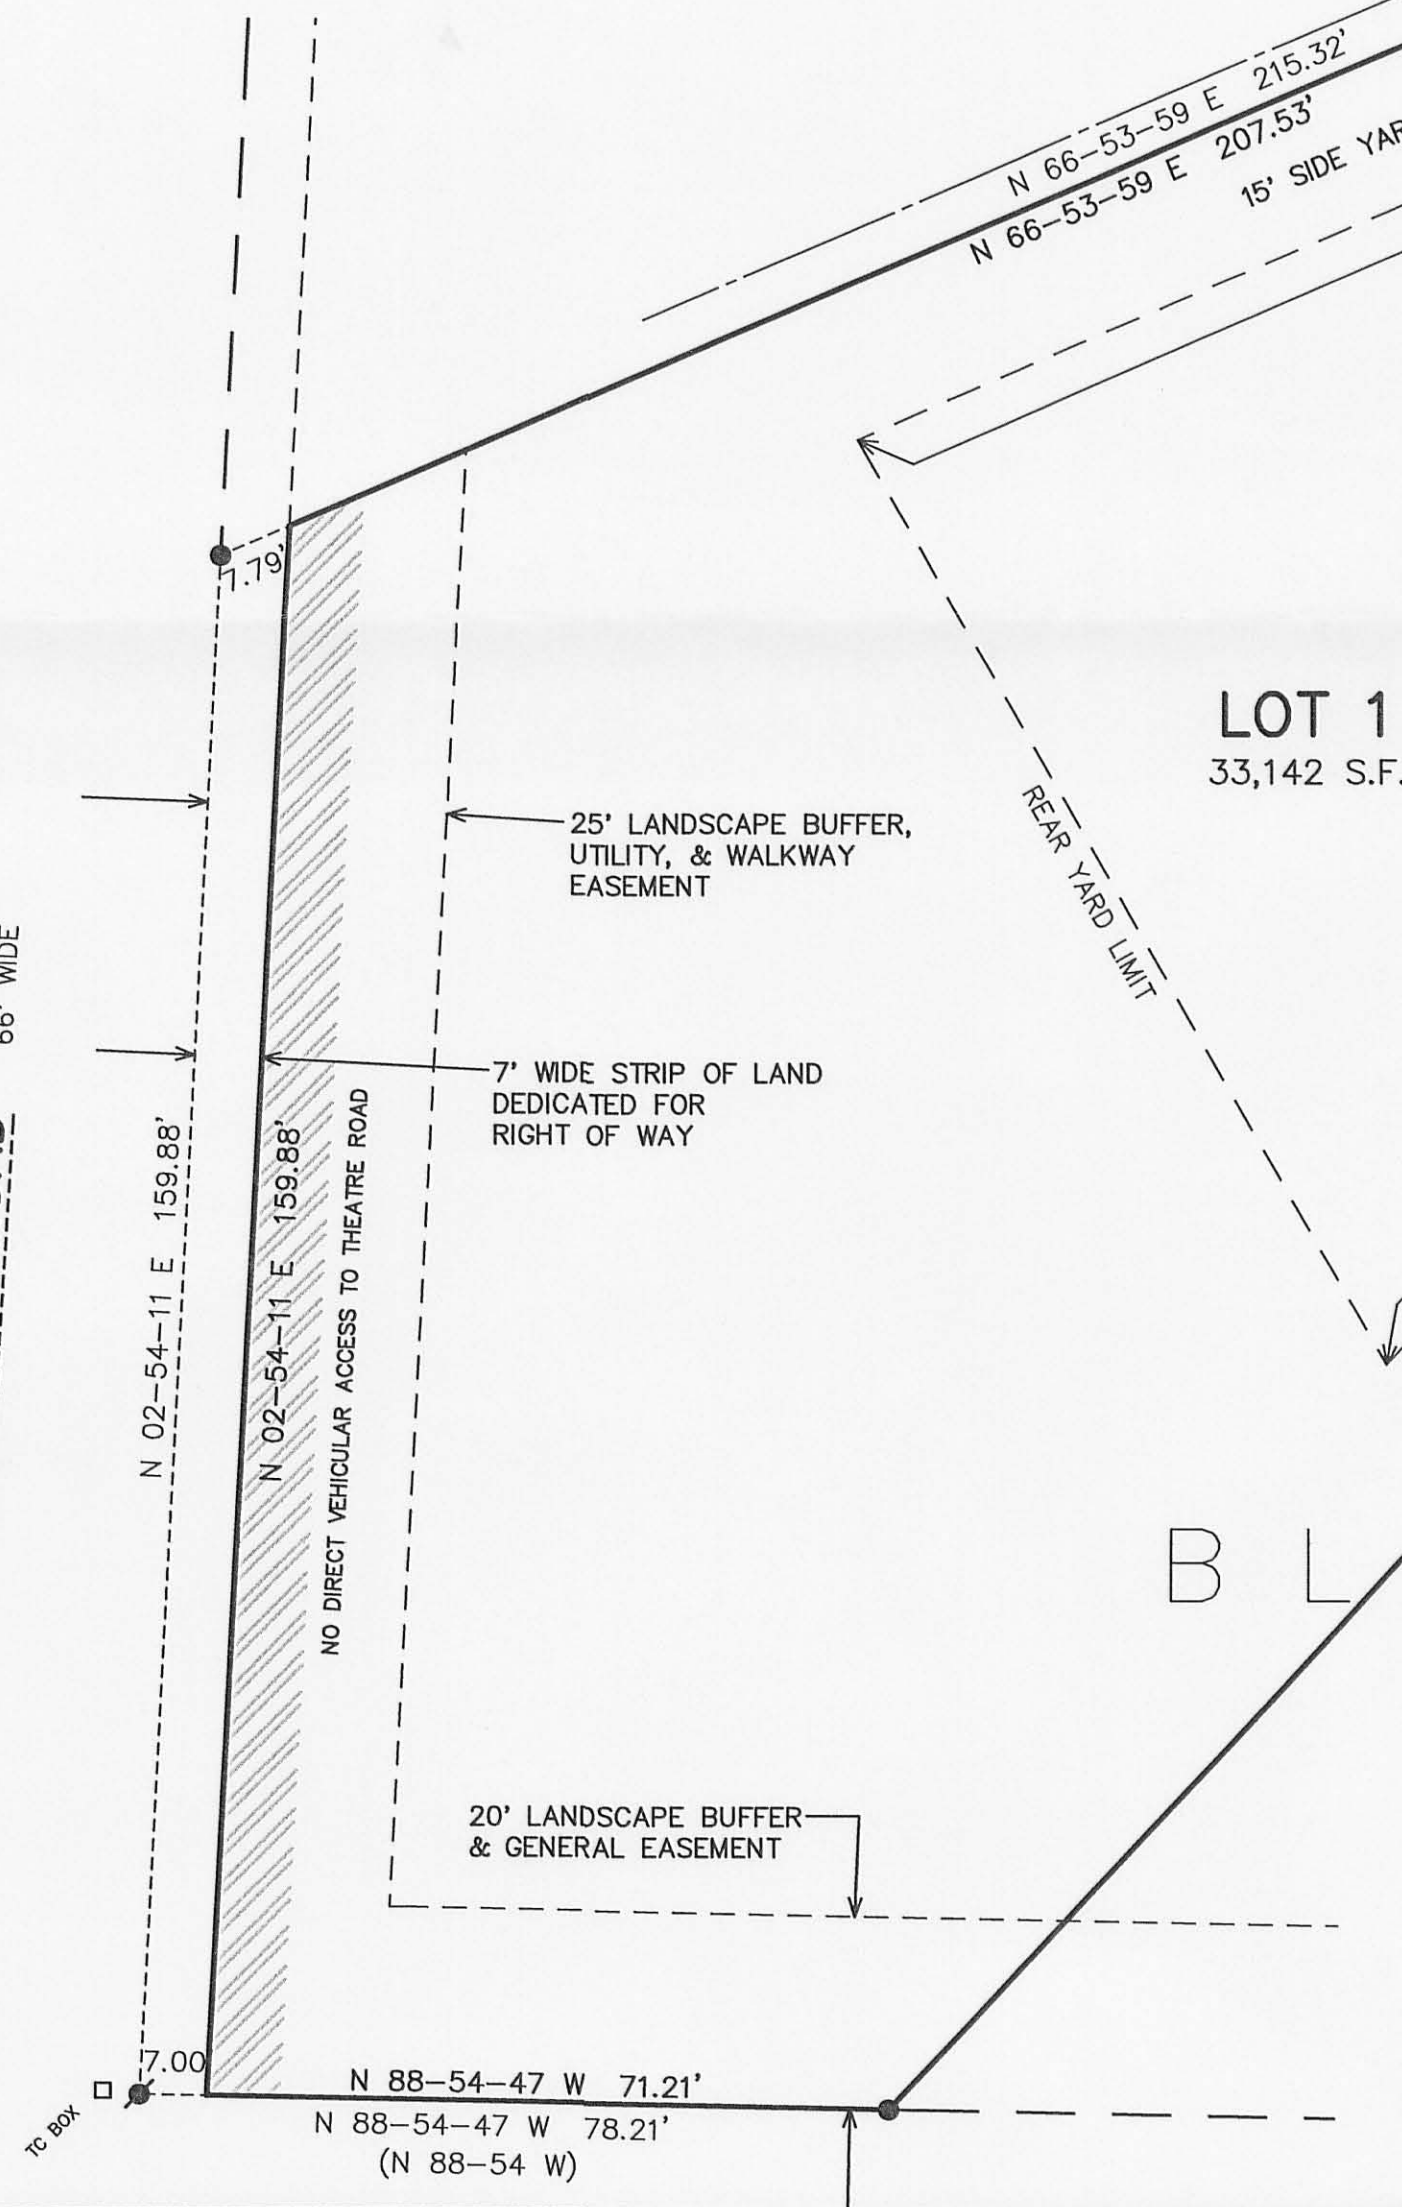 N 66–53–59 E 215.32'
N 66–53–59 E 207.53'
15' SIDE
7.79'
LOT 1
33,142 S.F.
25' LANDSCAPE BUFFER,
UTILITY, & WALKWAY
EASEMENT
REAR YARD LIMIT
66' WIDE
7' WIDE STRIP OF LAND
DEDICATED FOR
RIGHT OF WAY
N 02–54–11 E 159.88'
N 02–54–11 E 159.88'
NO DIRECT VEHICULAR ACCESS TO THEATRE ROAD
B L
20' LANDSCAPE BUFFER
& GENERAL EASEMENT
7.00
N 88–54–47 W 71.21'
TC BOX
N 88–54–47 W 78.21'
(N 88–54 W)